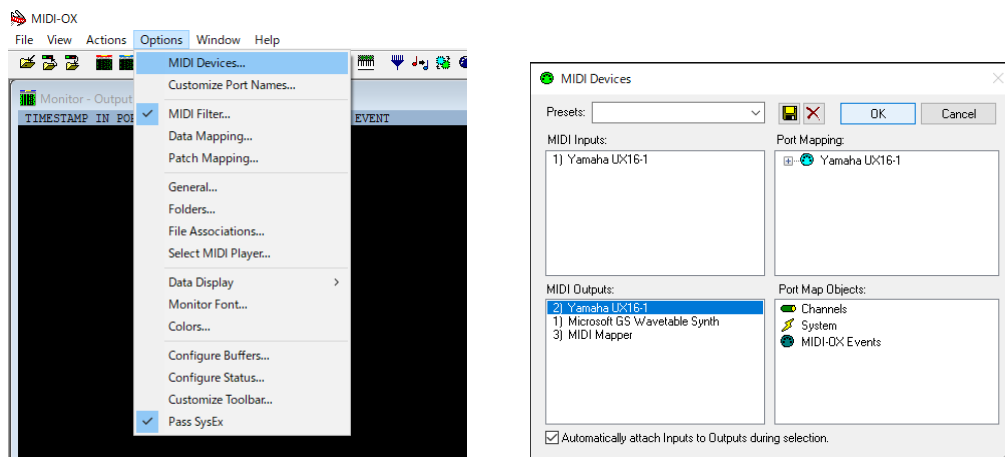 MIDI-OX
File View Actions Options Window Help
Monitor - Output
TIMESTAMP IN POR EVENT
MIDI Devices...
Customize Port Names...
MIDI Filter...
Data Mapping...
Patch Mapping...
General...
Folders...
File Associations...
Select MIDI Player...
Data Display
Monitor Font...
Colors...
Configure Buffers...
Configure Status...
Customize Toolbar...
Pass SysEx
MIDI Devices
Presets:
OK Cancel
MIDI Inputs:
1) Yamaha UX16-1
Port Mapping:
Yamaha UX16-1
MIDI Outputs:
2) Yamaha UX16-1
1) Microsoft GS Wavetable Synth
3) MIDI Mapper
Port Map Objects:
Channels
System
MIDI-OX Events
Automatically attach Inputs to Outputs during selection.